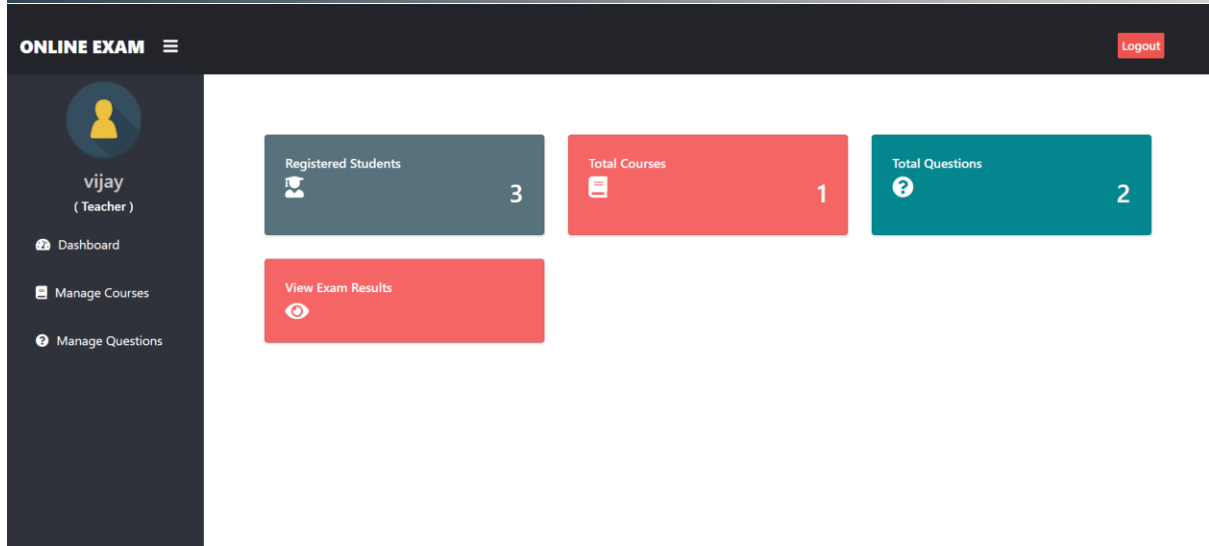 ONLINE EXAM
Logout
vijay
( Teacher )
Dashboard
Manage Courses
Manage Questions
Registered Students
3
Total Courses
1
Total Questions
2
View Exam Results